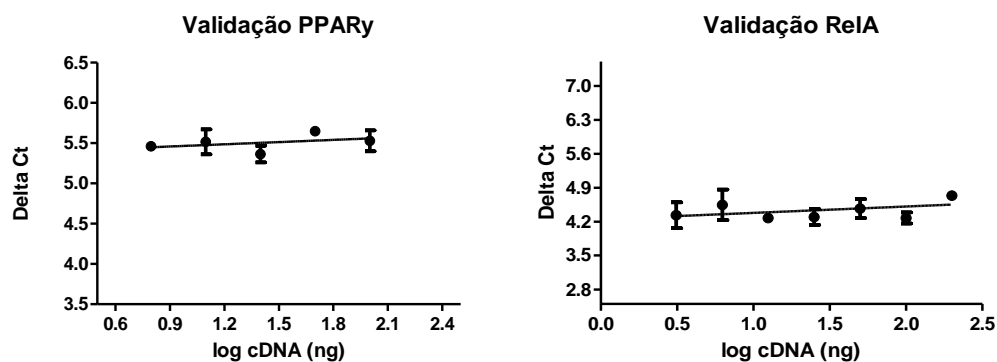 Validação PPARy
Delta Ct
6.5
6.0
5.5
5.0
4.5
4.0
3.5
0.6 0.9 1.2 1.5 1.8 2.1 2.4
log cDNA (ng)
Validação RelA
Delta Ct
7.0
6.3
5.6
4.9
4.2
3.5
2.8
0.0 0.5 1.0 1.5 2.0 2.5
log cDNA (ng)